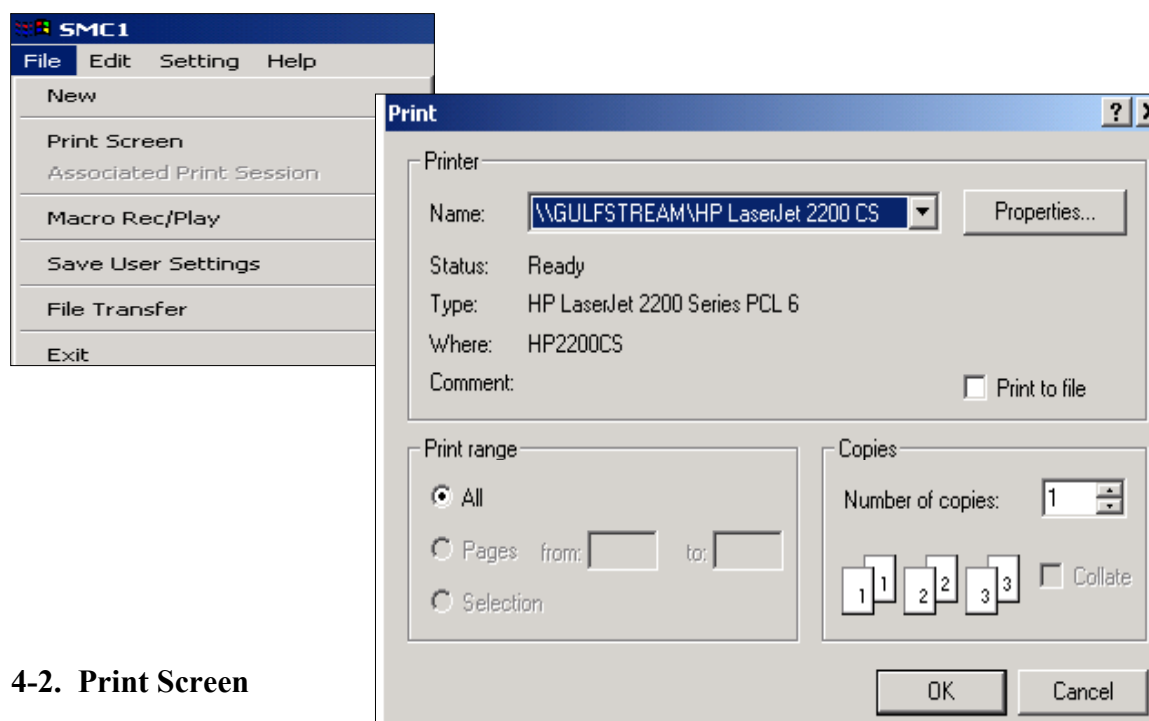 SMC1
File Edit Setting Help
New
Print Screen
Associated Print Session
Macro Rec/Play
Save User Settings
File Transfer
Exit
Print
? X
Printer
Name: \\GULFSTREAM\HP LaserJet 2200 CS Properties...
Status: Ready
Type: HP LaserJet 2200 Series PCL 6
Where: HP2200CS
Comment: Print to file
Print range
All
Pages from: to:
Selection
Copies
Number of copies: 1
1 1 2 2 3 3 Collate
OK Cancel
4-2. Print Screen